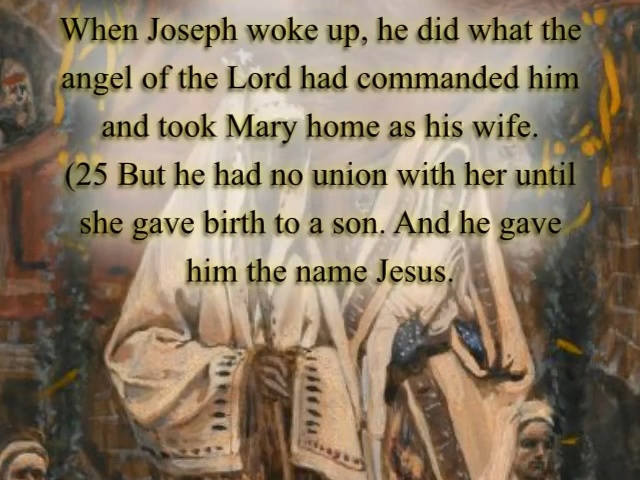 When Joseph woke up, he did what the
angel of the Lord had commanded him
and took Mary home as his wife.
(25 But he had no union with her until
she gave birth to a son. And he gave
him the name Jesus.